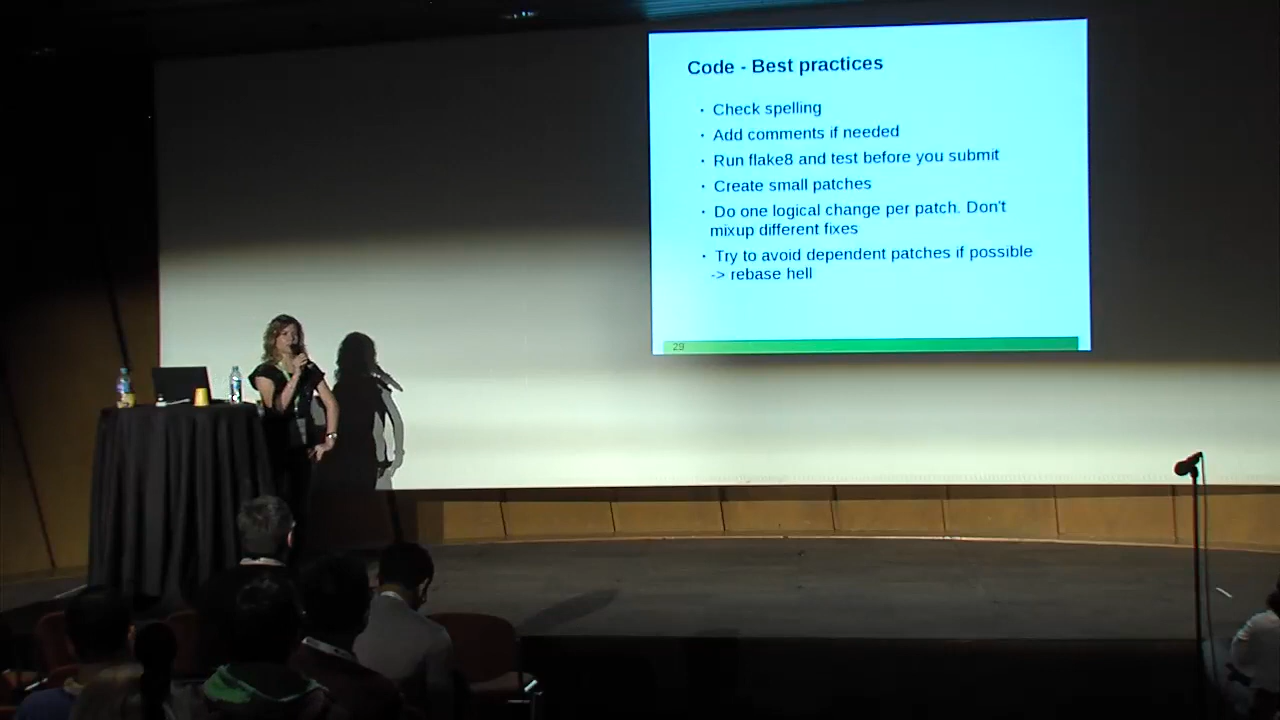 Code - Best practices
· Check spelling
· Add comments if needed
· Run flake8 and test before you submit
· Create small patches
· Do one logical change per patch. Don't
mixup different fixes
· Try to avoid dependent patches if possible
-> rebase hell
29